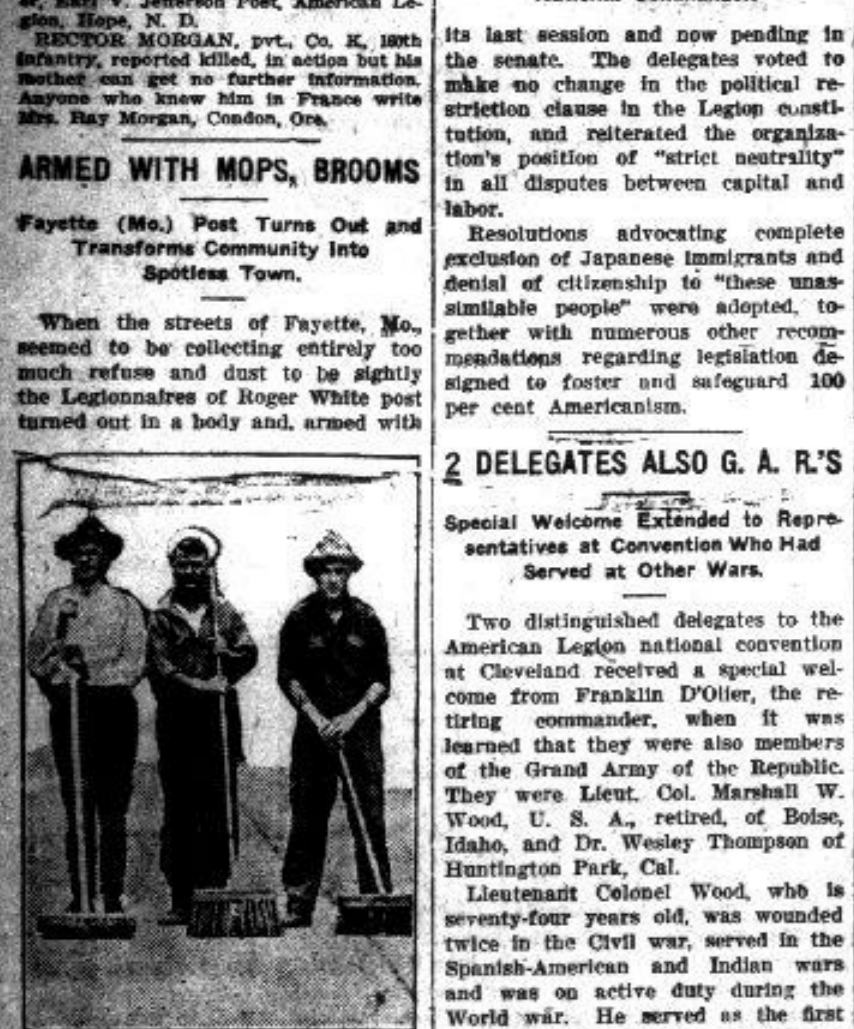 er, Earl V. Jefferson Post, American Le-
gion, Hope, N. D.
RECTOR MORGAN, pvt., Co. K, 160th
infantry, reported killed, in action but his
mother can get no further information.
Anyone who knew him in France write
Mrs. Ray Morgan, Condon, Ore.
ARMED WITH MOPS, BROOMS
Fayette (Mo.) Post Turns Out and
Transforms Community Into
Spotless Town.
When the streets of Fayette, Mo.,
seemed to be collecting entirely too
much refuse and dust to be sightly
the Legionnaires of Roger White post
turned out in a body and, armed with
its last session and now pending in
the senate. The delegates voted to
make no change in the political re-
striction clause in the Legion consti-
tution, and reiterated the organiza-
tion's position of "strict neutrality"
in all disputes between capital and
labor.
Resolutions advocating complete
exclusion of Japanese immigrants and
denial of citizenship to "these unas-
similable people" were adopted, to-
gether with numerous other recom-
mendations regarding legislation de-
signed to foster and safeguard 100
per cent Americanism.
2 DELEGATES ALSO G. A. R.'S
Special Welcome Extended to Repre-
sentatives at Convention Who Had
Served at Other Wars.
Two distinguished delegates to the
American Legion national convention
at Cleveland received a special wel-
come from Franklin D'Olier, the re-
tiring commander, when it was
learned that they were also members
of the Grand Army of the Republic.
They were Lieut. Col. Marshall W.
Wood, U. S. A., retired, of Boise,
Idaho, and Dr. Wesley Thompson of
Huntington Park, Cal.
Lieutenant Colonel Wood, who is
seventy-four years old, was wounded
twice in the Civil war, served in the
Spanish-American and Indian wars
and was on active duty during the
World war. He served as the first